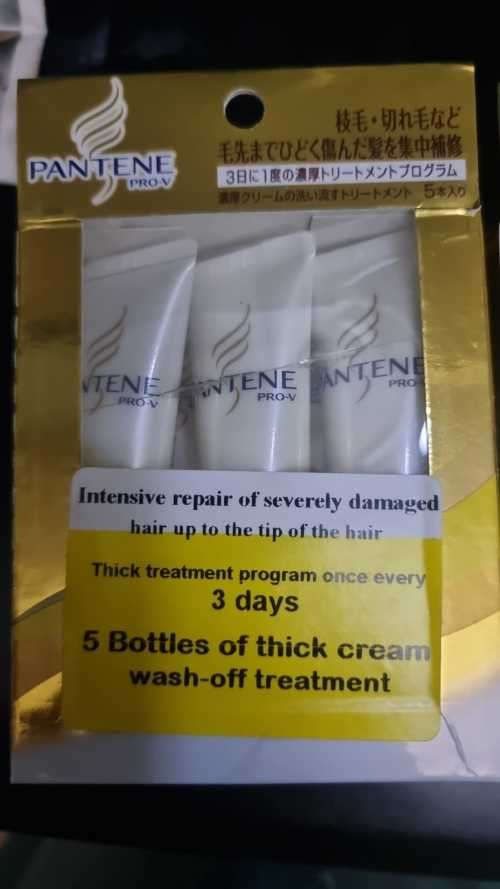 PANTENE
PRO-V
枝毛・切れ毛など
毛先までひどく傷んだ髪を集中補修
3日に1度の濃厚トリートメントプログラム
濃厚クリームの洗い流すトリートメント 5本入り
NTENE
PRO-V
ANTENE
PRO-V
ANTENE
PRO-
Intensive repair of severely damaged
hair up to the tip of the hair
Thick treatment program once every
3 days
5 Bottles of thick cream
wash-off treatment